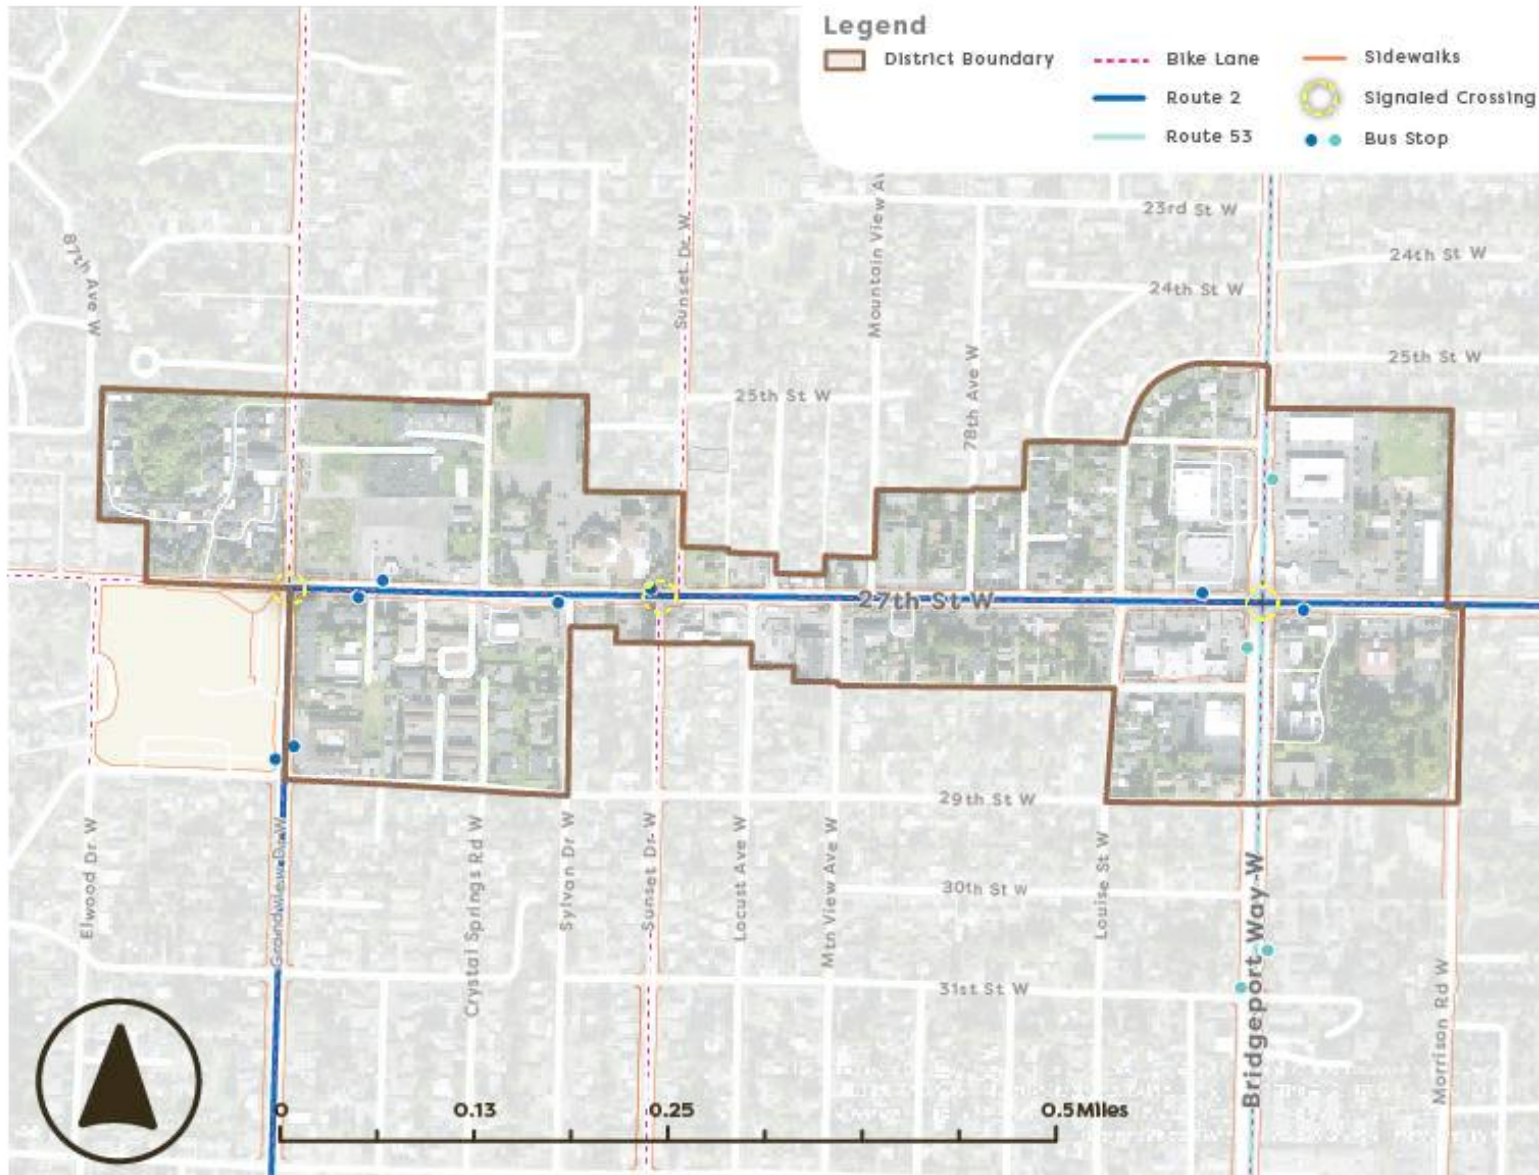 Legend
District Boundary
Bike Lane
Sidewalks
Route 2
Signaled Crossing
Route 53
Bus Stop
87th Ave W
Sunset Dr W
Mountain View Av
78th Ave W
23rd St W
24th St W
24th St W
25th St W
25th St W
27th St W
29th St W
30th St W
31st St W
Elwood Dr W
Grandview Dr W
Crystal Springs Rd W
Sylvan Dr W
Sunset Dr W
Locust Ave W
Mtn View Ave W
Louise St W
Bridgeport Way W
Morrison Rd W
0
0.13
0.25
0.5Miles